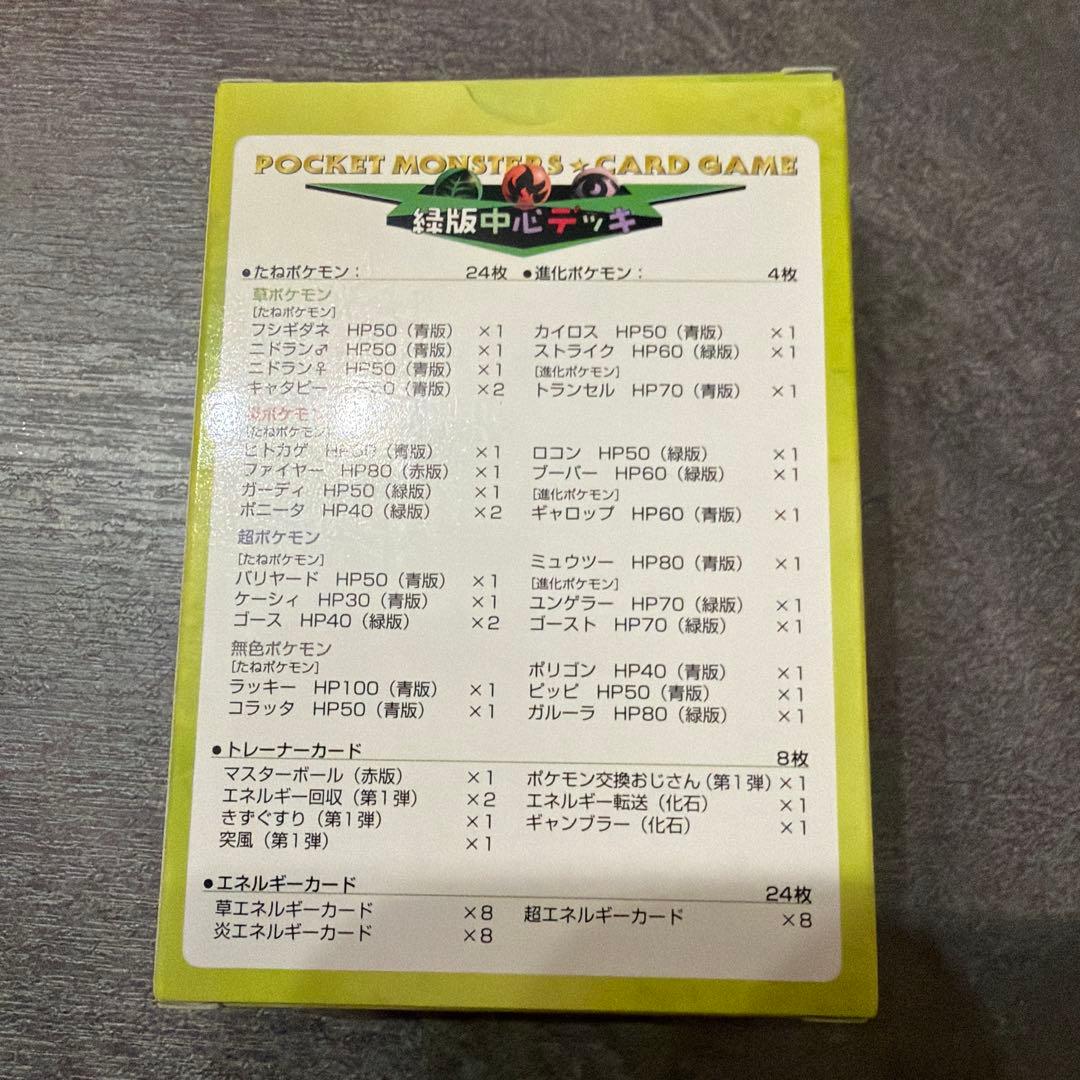 POCKET MONSTERS★CARD GAME
緑版中心デッキ
●たねポケモン： 24枚 ●進化ポケモン： 4枚
草ポケモン
[たねポケモン]
フシギダネ HP50（青版） ×1 カイロス HP50（青版） ×1
ニドラン♂ HP50（青版） ×1 ストライク HP60（緑版） ×1
ニドラン♀ HP50（青版） ×1 [進化ポケモン]
キャタピー （青版） ×2 トランセル HP70（青版） ×1
ポケモン
[たねポケモン]
ヒトカゲ （青版） ×1 ロコン HP50（緑版） ×1
ファイヤー HP80（赤版） ×1 ブーバー HP60（緑版） ×1
ガーディ HP50（緑版） ×1 [進化ポケモン]
ポニータ HP40（緑版） ×2 ギャロップ HP60（青版） ×1
超ポケモン
[たねポケモン] ミュウツー HP80（青版） ×1
バリヤード HP50（青版） ×1 [進化ポケモン]
ケーシィ HP30（青版） ×1 ユンゲラー HP70（緑版） ×1
ゴース HP40（緑版） ×2 ゴースト HP70（緑版） ×1
無色ポケモン
[たねポケモン] ポリゴン HP40（青版） ×1
ラッキー HP100（青版） ×1 ピッピ HP50（青版） ×1
コラッタ HP50（青版） ×1 ガルーラ HP80（緑版） ×1
●トレーナーカード 8枚
マスターボール（赤版） ×1 ポケモン交換おじさん（第1弾）×1
エネルギー回収（第1弾） ×2 エネルギー転送（化石） ×1
きずぐすり（第1弾） ×1 ギャンブラー（化石） ×1
突風（第1弾） ×1
●エネルギーカード 24枚
草エネルギーカード ×8 超エネルギーカード ×8
炎エネルギーカード ×8